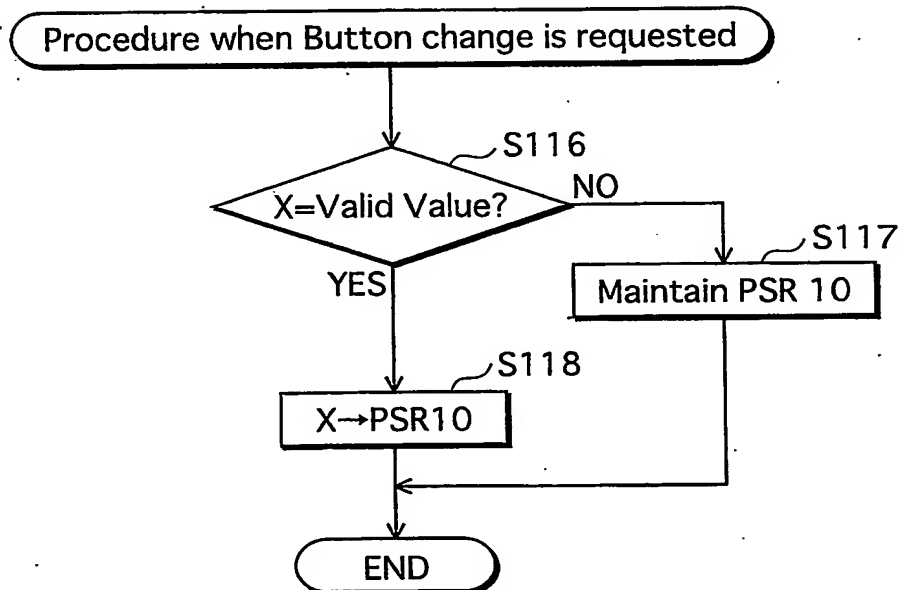 Procedure when Button change is requested
S116
X=Valid Value?
NO
S117
YES
Maintain PSR 10
S118
X→PSR10
END